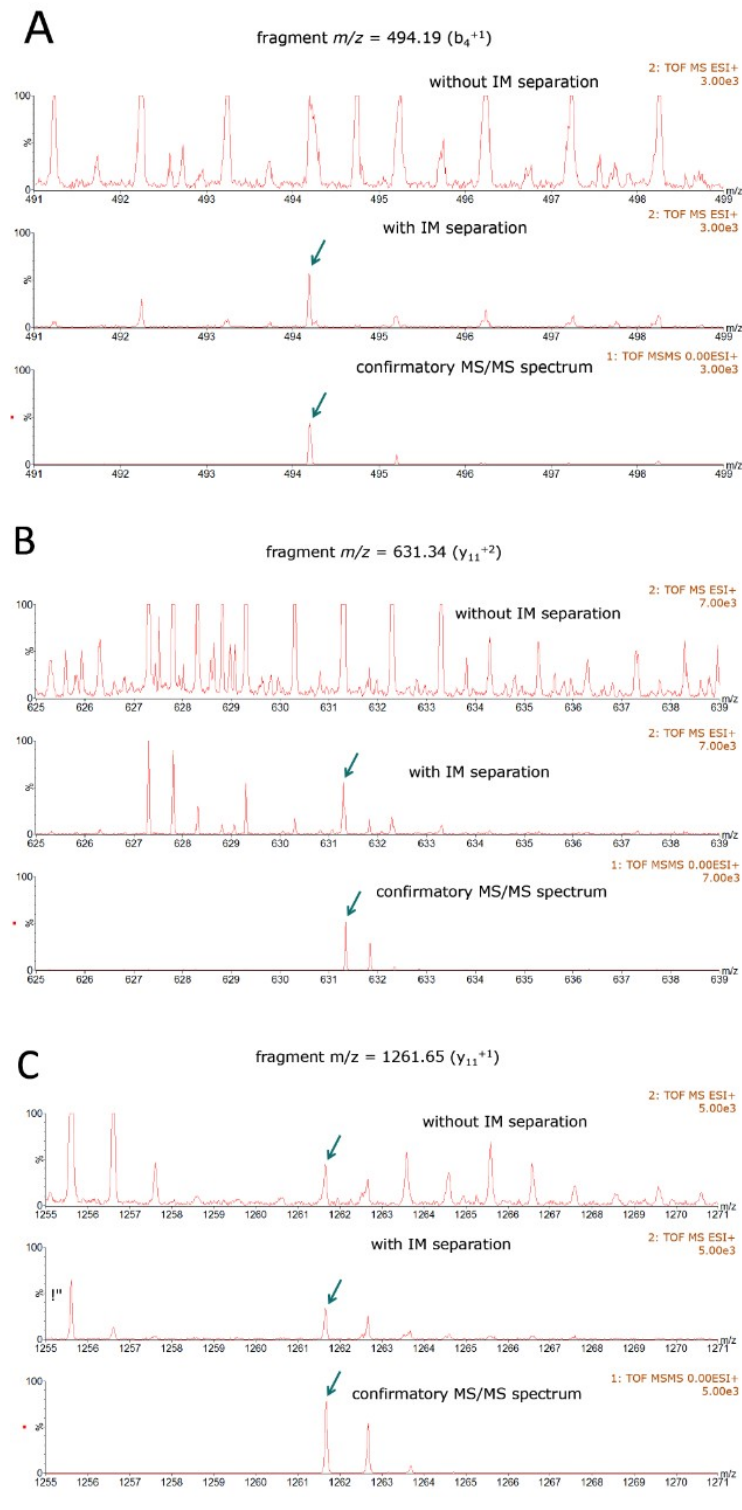 A
fragment m/z = 494.19 (b4+1)
2: TOF MS ESI+
3.00e3
without IM separation
100
%
0
491 492 493 494 495 496 497 498 499 m/z
2: TOF MS ESI+
3.00e3
with IM separation
100
%
0
491 492 493 494 495 496 497 498 499 m/z
1: TOF MSMS 0.00ESI+
3.00e3
confirmatory MS/MS spectrum
100
%
0
491 492 493 494 495 496 497 498 499 m/z
B
fragment m/z = 631.34 (y11+2)
2: TOF MS ESI+
7.00e3
without IM separation
100
%
0
625 626 627 628 629 630 631 632 633 634 635 636 637 638 639 m/z
2: TOF MS ESI+
7.00e3
with IM separation
100
%
0
625 626 627 628 629 630 631 632 633 634 635 636 637 638 639 m/z
1: TOF MSMS 0.00ESI+
7.00e3
confirmatory MS/MS spectrum
100
%
0
625 626 627 628 629 630 631 632 633 634 635 636 637 638 639 m/z
C
fragment m/z = 1261.65 (y11+1)
2: TOF MS ESI+
5.00e3
without IM separation
100
%
0
1255 1256 1257 1258 1259 1260 1261 1262 1263 1264 1265 1266 1267 1268 1269 1270 1271 m/z
2: TOF MS ESI+
5.00e3
with IM separation
100
%
!"
0
1255 1256 1257 1258 1259 1260 1261 1262 1263 1264 1265 1266 1267 1268 1269 1270 1271 m/z
1: TOF MSMS 0.00ESI+
5.00e3
confirmatory MS/MS spectrum
100
%
0
1255 1256 1257 1258 1259 1260 1261 1262 1263 1264 1265 1266 1267 1268 1269 1270 1271 m/z